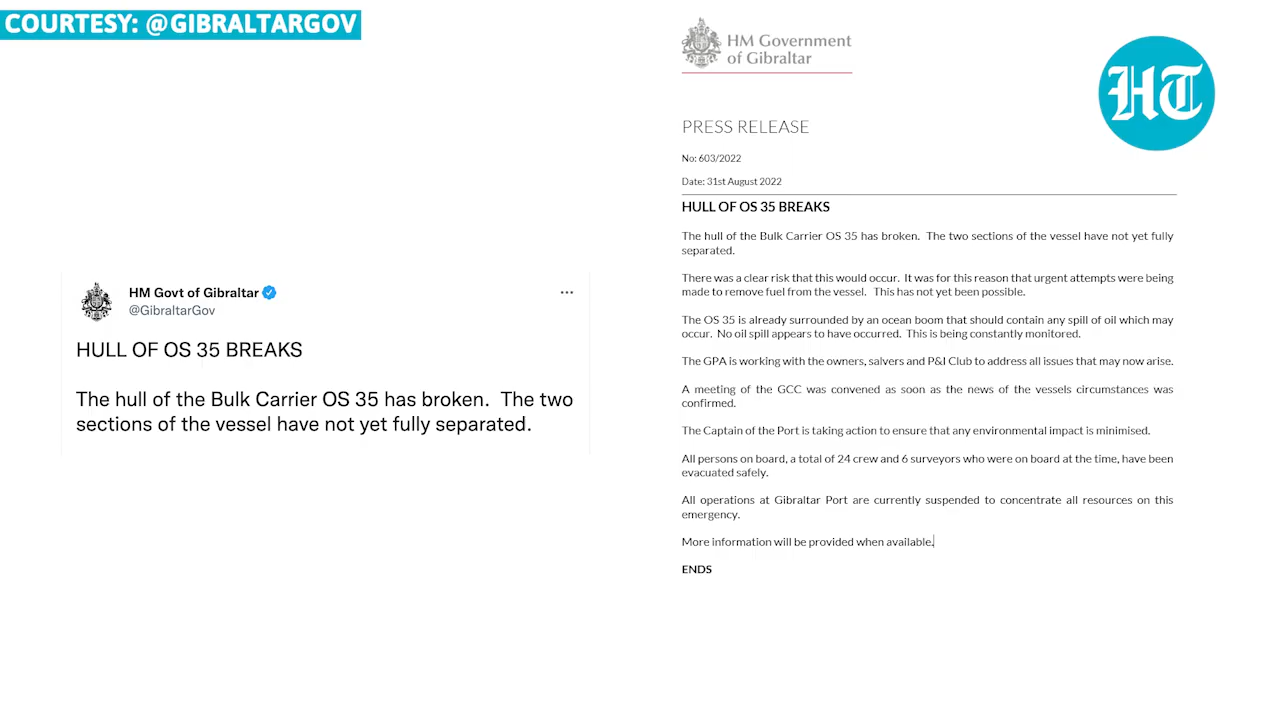 COURTESY: @GIBRALTARGOV
HM Govt of Gibraltar
@GibraltarGov
HULL OF OS 35 BREAKS
The hull of the Bulk Carrier OS 35 has broken. The two
sections of the vessel have not yet fully separated.
HM Government
of Gibraltar
HT
PRESS RELEASE
No: 603/2022
Date: 31st August 2022
HULL OF OS 35 BREAKS
The hull of the Bulk Carrier OS 35 has broken. The two sections of the vessel have not yet fully
separated.
There was a clear risk that this would occur. It was for this reason that urgent attempts were being
made to remove fuel from the vessel. This has not yet been possible.
The OS 35 is already surrounded by an ocean boom that should contain any spill of oil which may
occur. No oil spill appears to have occurred. This is being constantly monitored.
The GPA is working with the owners, salvers and P&I Club to address all issues that may now arise.
A meeting of the GCC was convened as soon as the news of the vessels circumstances was
confirmed.
The Captain of the Port is taking action to ensure that any environmental impact is minimised.
All persons on board, a total of 24 crew and 6 surveyors who were on board at the time, have been
evacuated safely.
All operations at Gibraltar Port are currently suspended to concentrate all resources on this
emergency.
More information will be provided when available.
ENDS